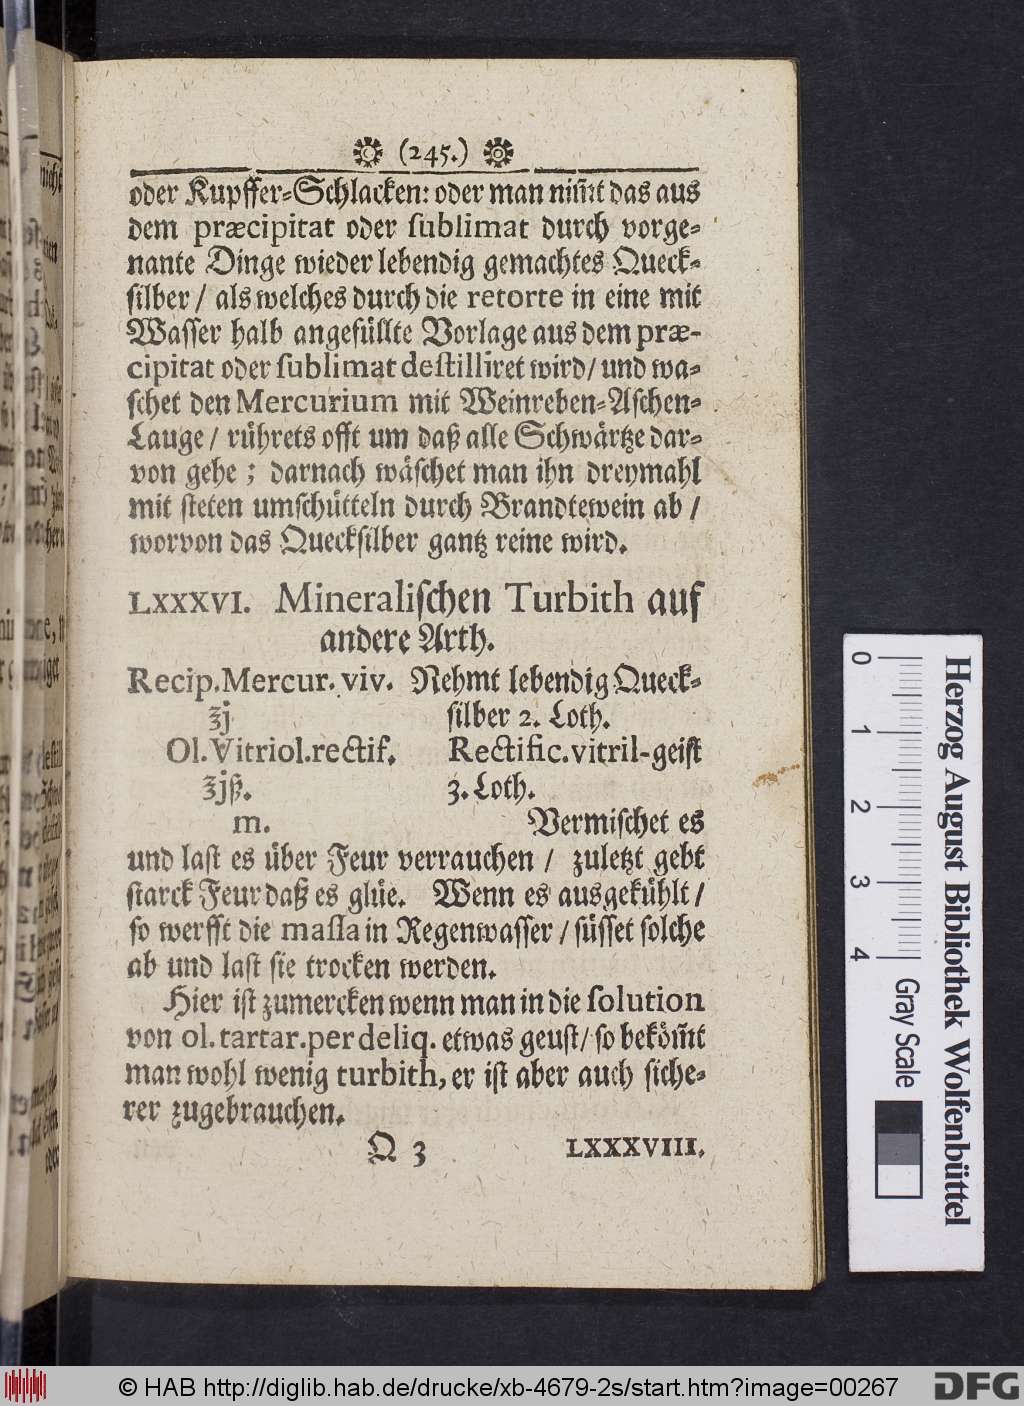 (245.)
oder Kupffer-Schlacken: oder man nim̃t das aus
dem præcipitat oder ſublimat durch vorge-
nante Dinge wieder lebendig gemachtes Queck-
ſilber / als welches durch die retorte in eine mit
Waſſer halb angefüllte Vorlage aus dem præ-
cipitat oder ſublimat deſtilliret wird / und wa-
ſchet den Mercurium mit Weinreben-Aſchen-
Lauge / rührets offt um daß alle Schwärtze dar-
von gehe ; darnach wäſchet man ihn dreymahl
mit ſteten umſchütteln durch Brandtewein ab /
worvon das Queckſilber gantz reine wird.
LXXXVI. Mineraliſchen Turbith auf
andere Arth.
Recip. Mercur. viv. Nehmt lebendig Queck-
ʒj ſilber 2. Loth.
Ol. Vitriol. rectif. Rectific. vitril-geiſt
ʒjß. 3. Loth.
m. Vermiſchet es
und laſt es über Feur verrauchen / zuletzt gebt
ſtarck Feur daß es glüe. Wenn es ausgekühlt /
ſo werfft die maſſa in Regenwaſſer / ſüſſet ſolche
ab und laſt ſie trocken werden.
Hier iſt zumercken wenn man in die ſolution
von ol. tartar. per deliq. etwas geuſt / ſo beköm̃t
man wohl wenig turbith, er iſt aber auch ſiche-
rer zugebrauchen.
Q 3 LXXXVIII.
0 1 2 3 4
Herzog August Bibliothek Wolfenbüttel
Gray Scale
© HAB http://diglib.hab.de/drucke/xb-4679-2s/start.htm?image=00267
DFG